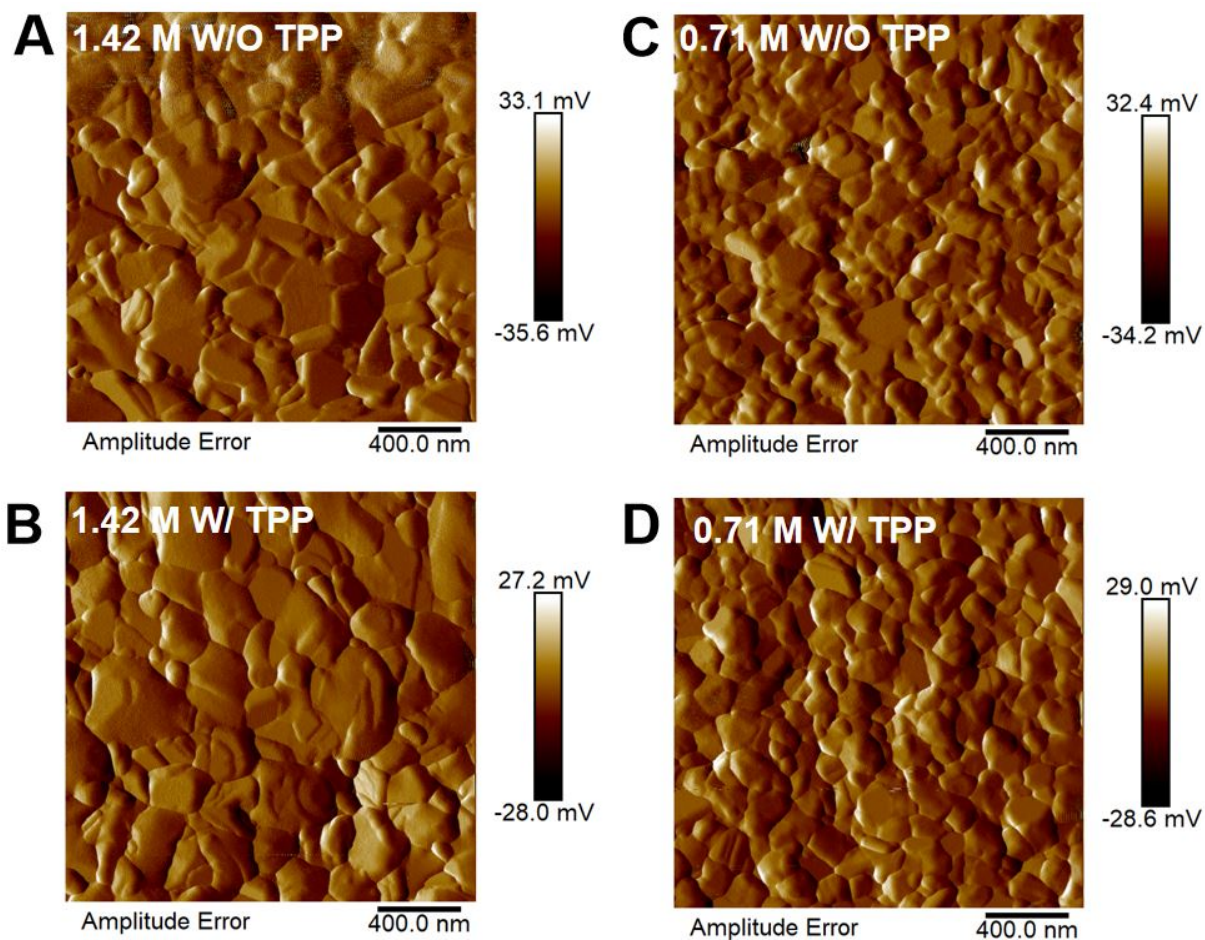 A
1.42 M W/O TPP
33.1 mV
-35.6 mV
Amplitude Error
400.0 nm
C
0.71 M W/O TPP
32.4 mV
-34.2 mV
Amplitude Error
400.0 nm
B
1.42 M W/ TPP
27.2 mV
-28.0 mV
Amplitude Error
400.0 nm
D
0.71 M W/ TPP
29.0 mV
-28.6 mV
Amplitude Error
400.0 nm